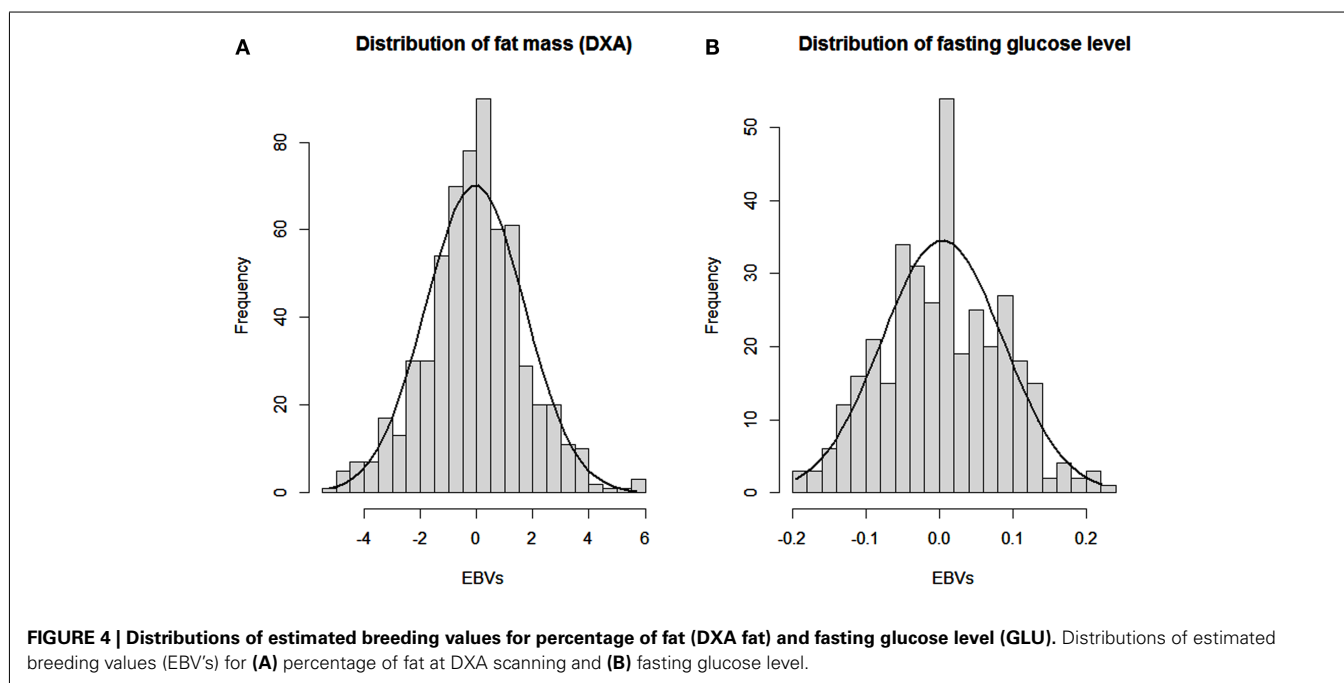 A
Distribution of fat mass (DXA)
Frequency
80
60
40
20
0
-4 -2 0 2 4 6
EBVs
B
Distribution of fasting glucose level
Frequency
50
40
30
20
10
0
-0.2 -0.1 0.0 0.1 0.2
EBVs
FIGURE 4 | Distributions of estimated breeding values for percentage of fat (DXA fat) and fasting glucose level (GLU). Distributions of estimated
breeding values (EBV's) for (A) percentage of fat at DXA scanning and (B) fasting glucose level.